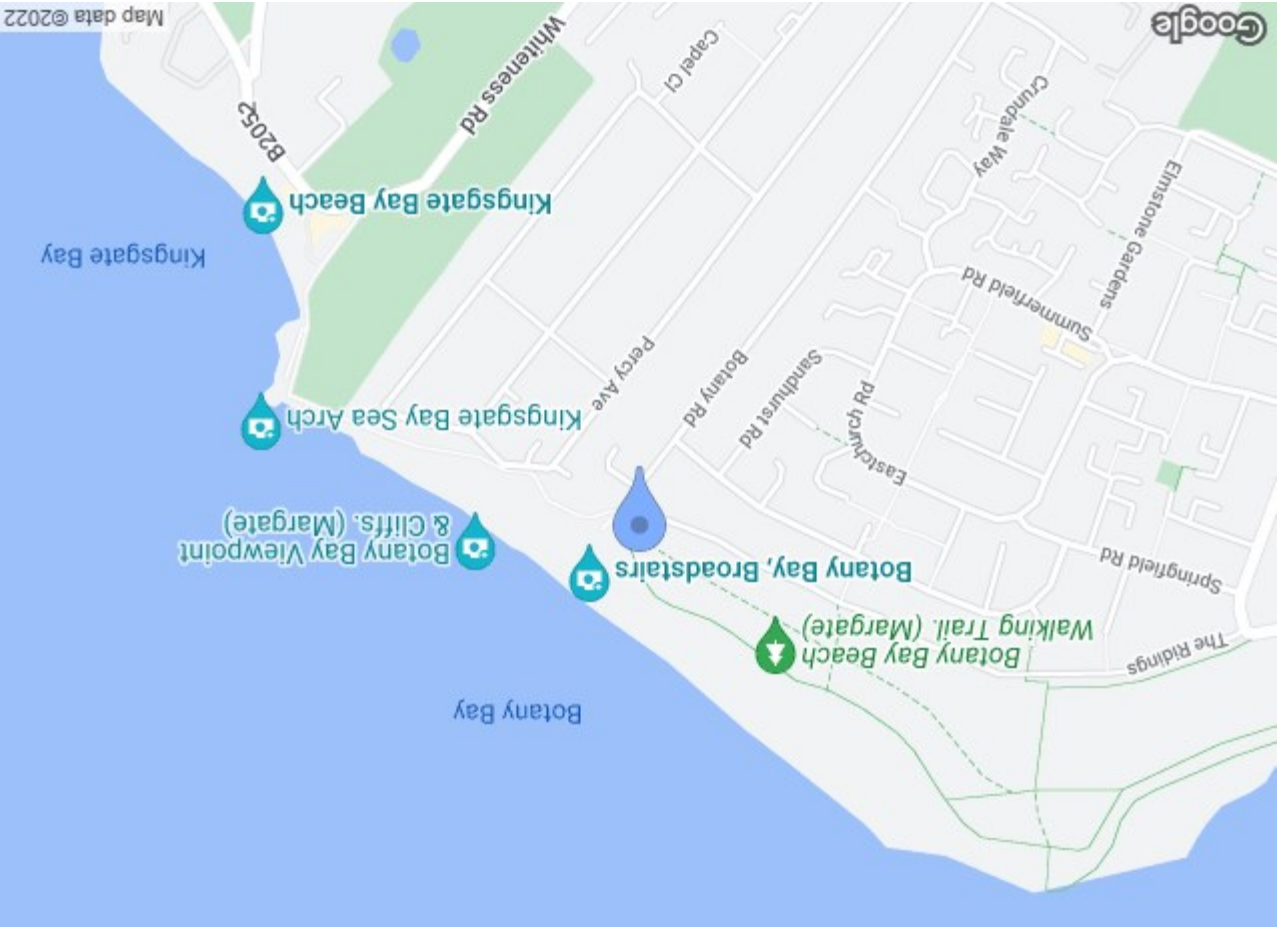 Springfield Rd
The Ridings
Botany Bay Beach
Walking Trail. (Margate)
Botany Bay
Botany Bay, Broadstairs
Botany Bay Viewpoint
& Cliffs. (Margate)
Eastchurch Rd
Sandhurst Rd
Botany Rd
Percy Ave
Kingsgate Bay Sea Arch
Summerfield Rd
Elmstone Gardens
Kingsgate Bay
Kingsgate Bay Beach
Crundale Way
Capel Cl
Whiteness Rd
B2052
Google
Map data ©2022